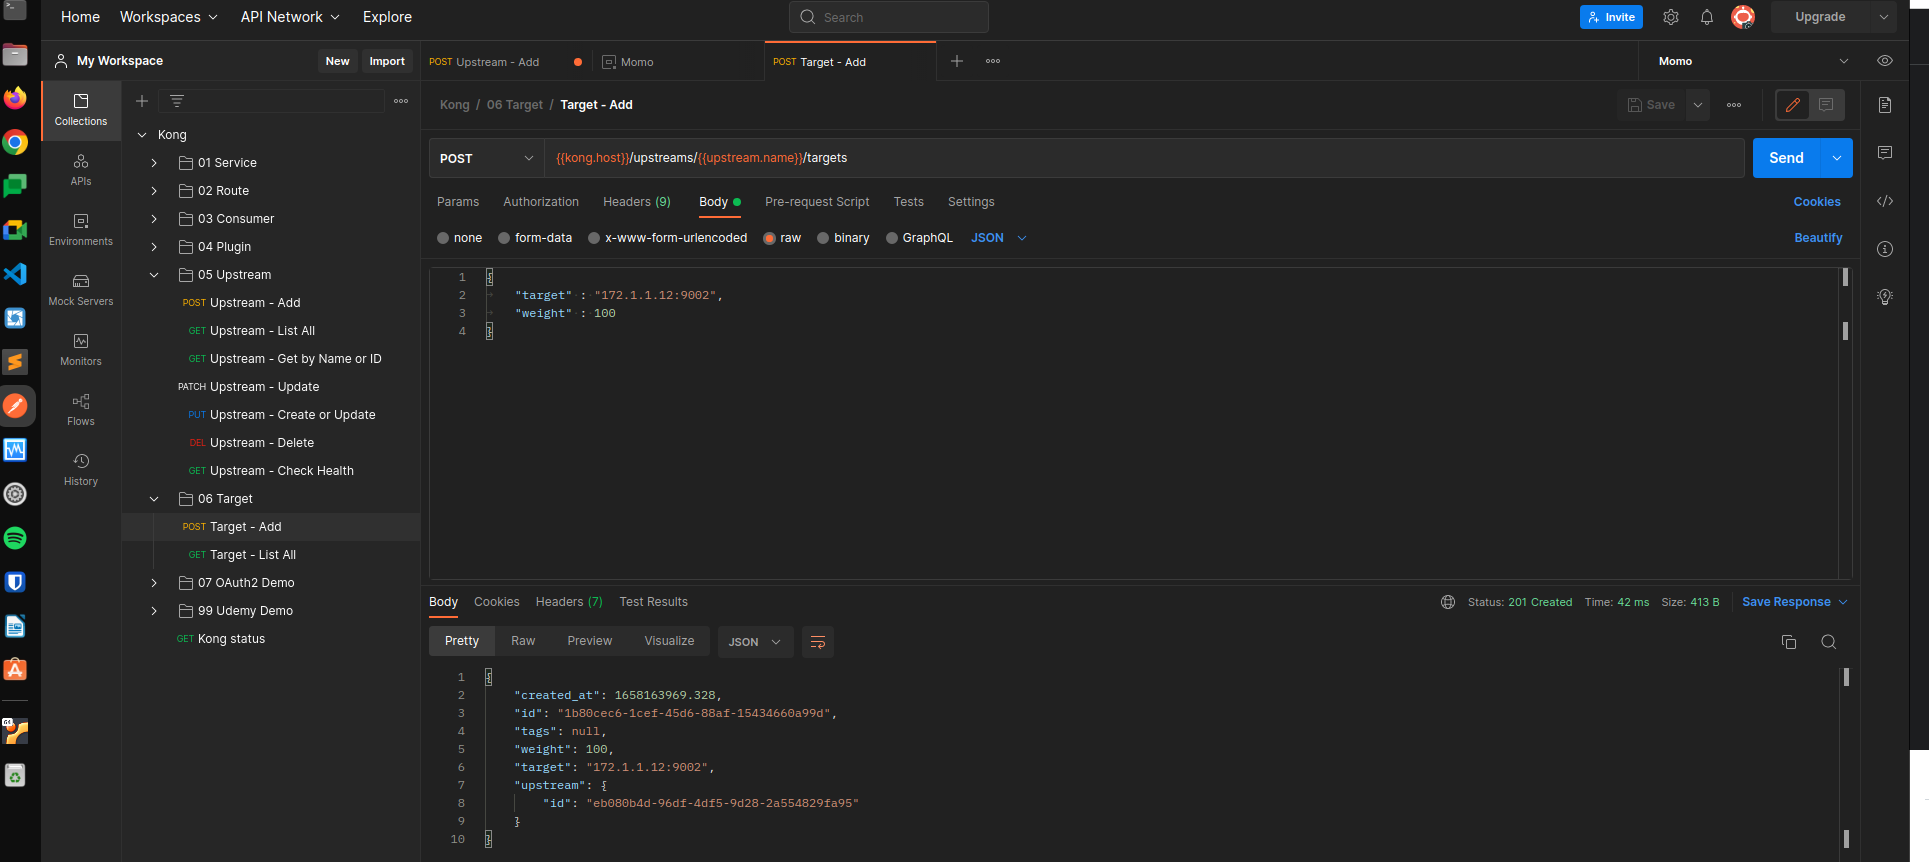 Home Workspaces API Network Explore Search Invite Upgrade
My Workspace New Import POST Upstream - Add Momo POST Target - Add Momo
Collections
APIs
Environments
Mock Servers
Monitors
Flows
History
Kong
01 Service
02 Route
03 Consumer
04 Plugin
05 Upstream
POST Upstream - Add
GET Upstream - List All
GET Upstream - Get by Name or ID
PATCH Upstream - Update
PUT Upstream - Create or Update
DEL Upstream - Delete
GET Upstream - Check Health
06 Target
POST Target - Add
GET Target - List All
07 OAuth2 Demo
99 Udemy Demo
GET Kong status
Kong / 06 Target / Target - Add Save
POST {{kong.host}}/upstreams/{{upstream.name}}/targets Send
Params Authorization Headers (9) Body Pre-request Script Tests Settings Cookies
none form-data x-www-form-urlencoded raw binary GraphQL JSON Beautify
1 {
2 "target" : "172.1.1.12:9002",
3 "weight" : 100
4 }
Body Cookies Headers (7) Test Results Status: 201 Created Time: 42 ms Size: 413 B Save Response
Pretty Raw Preview Visualize JSON
1 {
2 "created_at": 1658163969.328,
3 "id": "1b80cec6-1cef-45d6-88af-15434660a99d",
4 "tags": null,
5 "weight": 100,
6 "target": "172.1.1.12:9002",
7 "upstream": {
8 "id": "eb080b4d-96df-4df5-9d28-2a554829fa95"
9 }
10 }